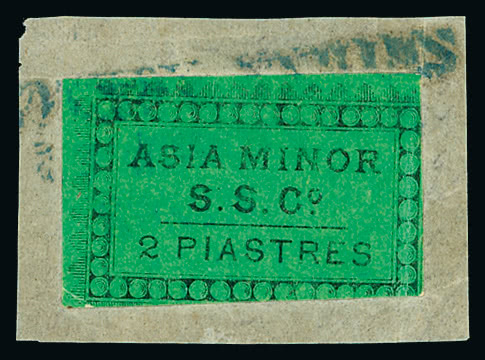 ASIA MINOR
S. S. Cº
2 PIASTRES